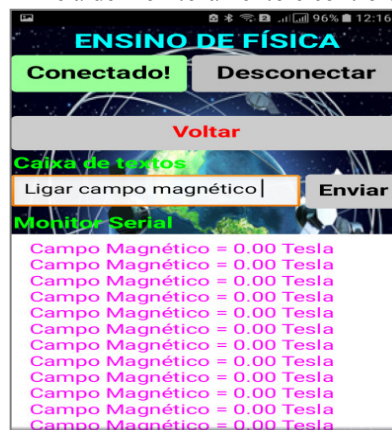 96% 12:16
ENSINO DE FÍSICA
Conectado! Desconectar
Voltar
Caixa de textos
Ligar campo magnético Enviar
Monitor Serial
Campo Magnético = 0.00 Tesla
Campo Magnético = 0.00 Tesla
Campo Magnético = 0.00 Tesla
Campo Magnético = 0.00 Tesla
Campo Magnético = 0.00 Tesla
Campo Magnético = 0.00 Tesla
Campo Magnético = 0.00 Tesla
Campo Magnético = 0.00 Tesla
Campo Magnético = 0.00 Tesla
Campo Magnético = 0.00 Tesla
Campo Magnético = 0.00 Tesla
Campo Magnético = 0.00 Tesla